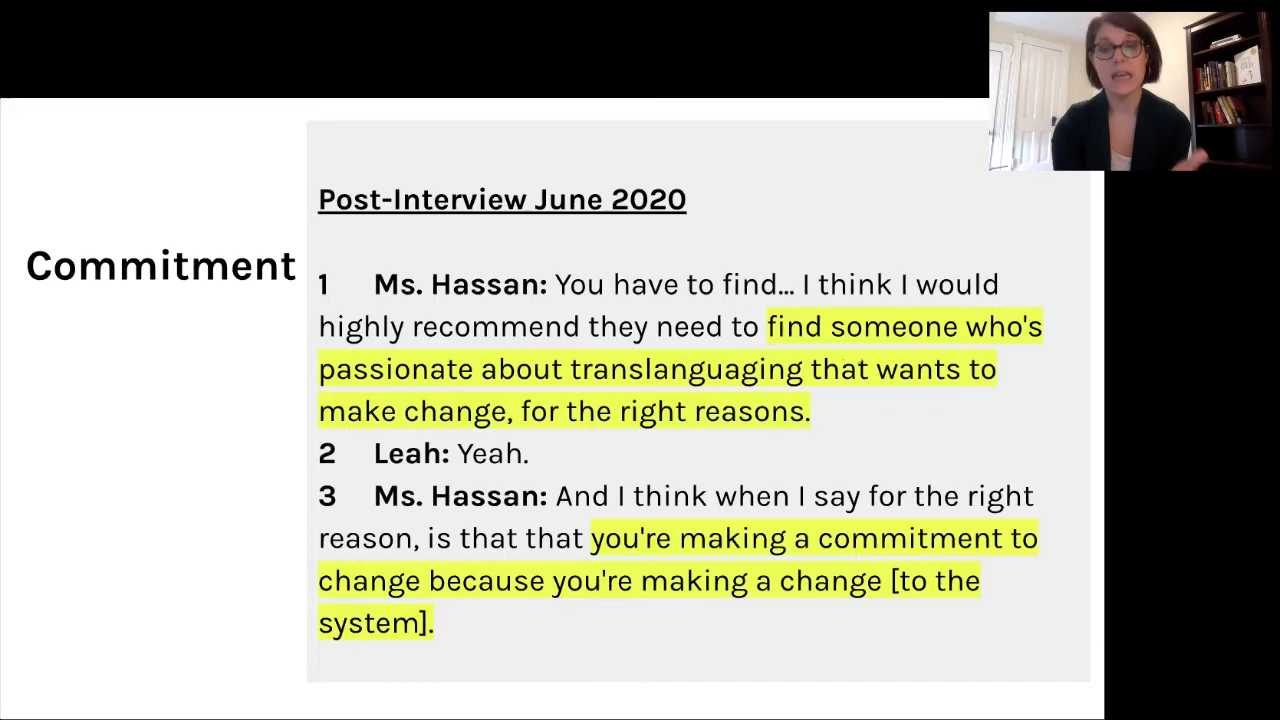 Post-Interview June 2020
Commitment
1 Ms. Hassan: You have to find... I think I would
highly recommend they need to find someone who's
passionate about translanguaging that wants to
make change, for the right reasons.
2 Leah: Yeah.
3 Ms. Hassan: And I think when I say for the right
reason, is that that you're making a commitment to
change because you're making a change [to the
system].